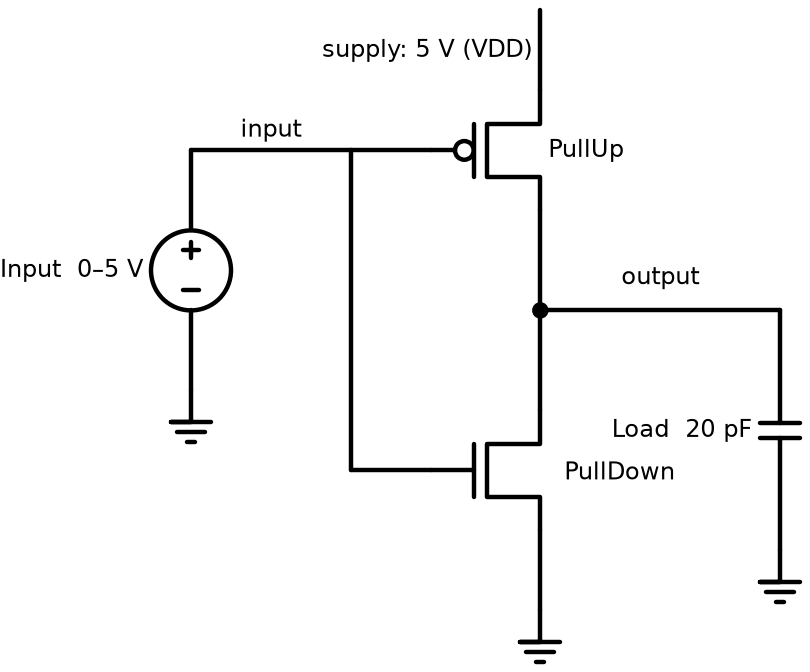 supply: 5 V (VDD)
input
PullUp
Input  0–5 V
output
Load  20 pF
PullDown